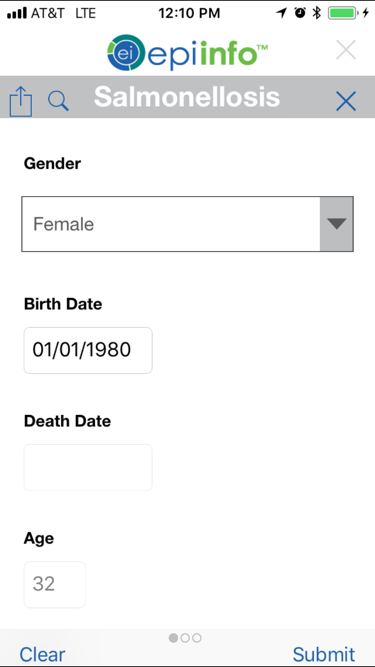 AT&T LTE 12:10 PM
ei epiinfo™
Salmonellosis
Gender
Female
Birth Date
01/01/1980
Death Date
Age
32
Clear Submit